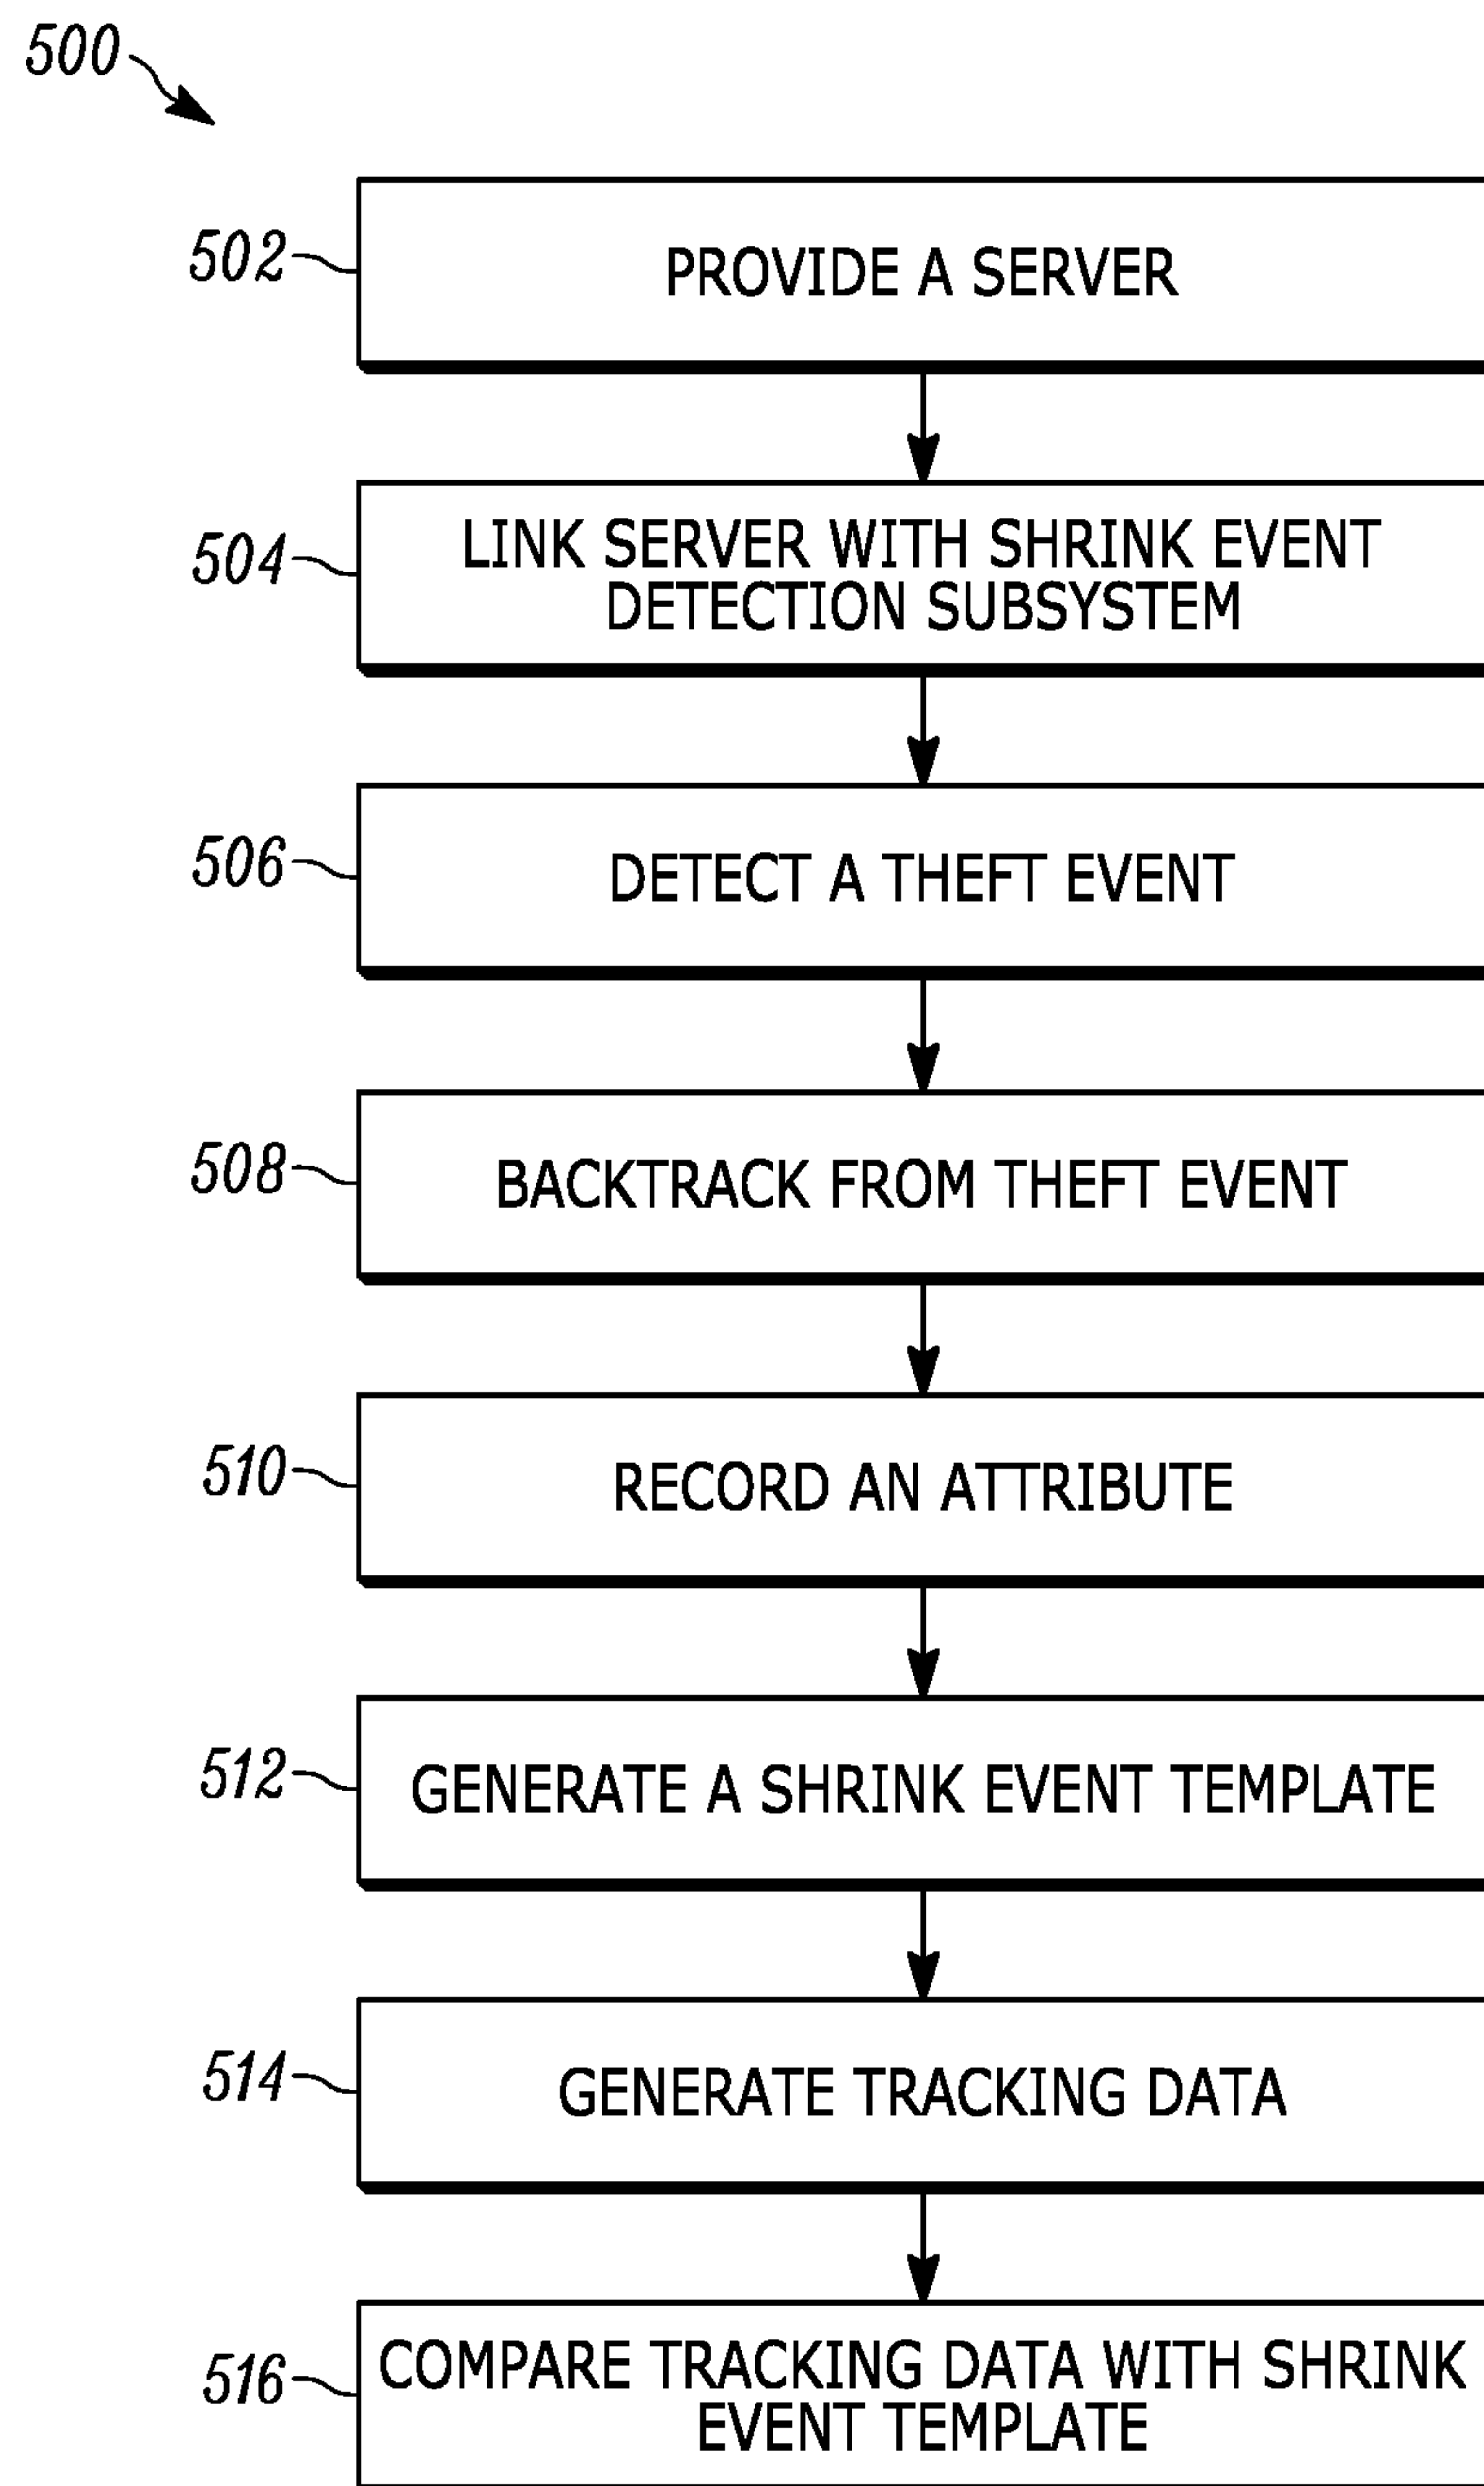 500
502
PROVIDE A SERVER
504
LINK SERVER WITH SHRINK EVENT
DETECTION SUBSYSTEM
506
DETECT A THEFT EVENT
508
BACKTRACK FROM THEFT EVENT
510
RECORD AN ATTRIBUTE
512
GENERATE A SHRINK EVENT TEMPLATE
514
GENERATE TRACKING DATA
516
COMPARE TRACKING DATA WITH SHRINK
EVENT TEMPLATE